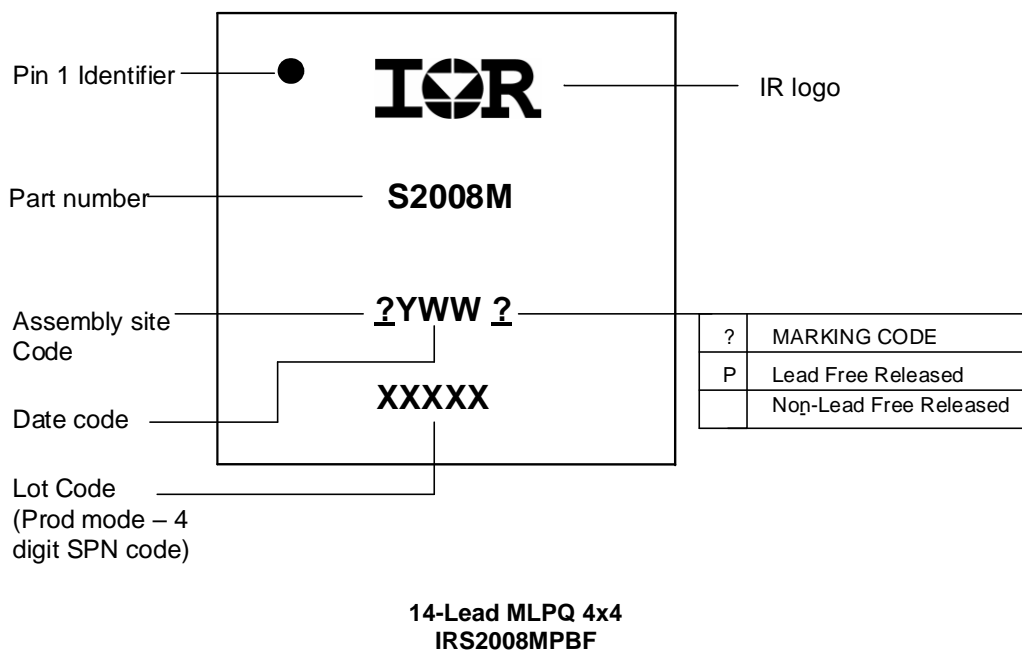 Pin 1 Identifier
IOR
IR logo
Part number
S2008M
Assembly site
Code
?YWW ?
? MARKING CODE
P Lead Free Released
Non-Lead Free Released
Date code
XXXXX
Lot Code
(Prod mode – 4
digit SPN code)
14-Lead MLPQ 4x4
IRS2008MPBF